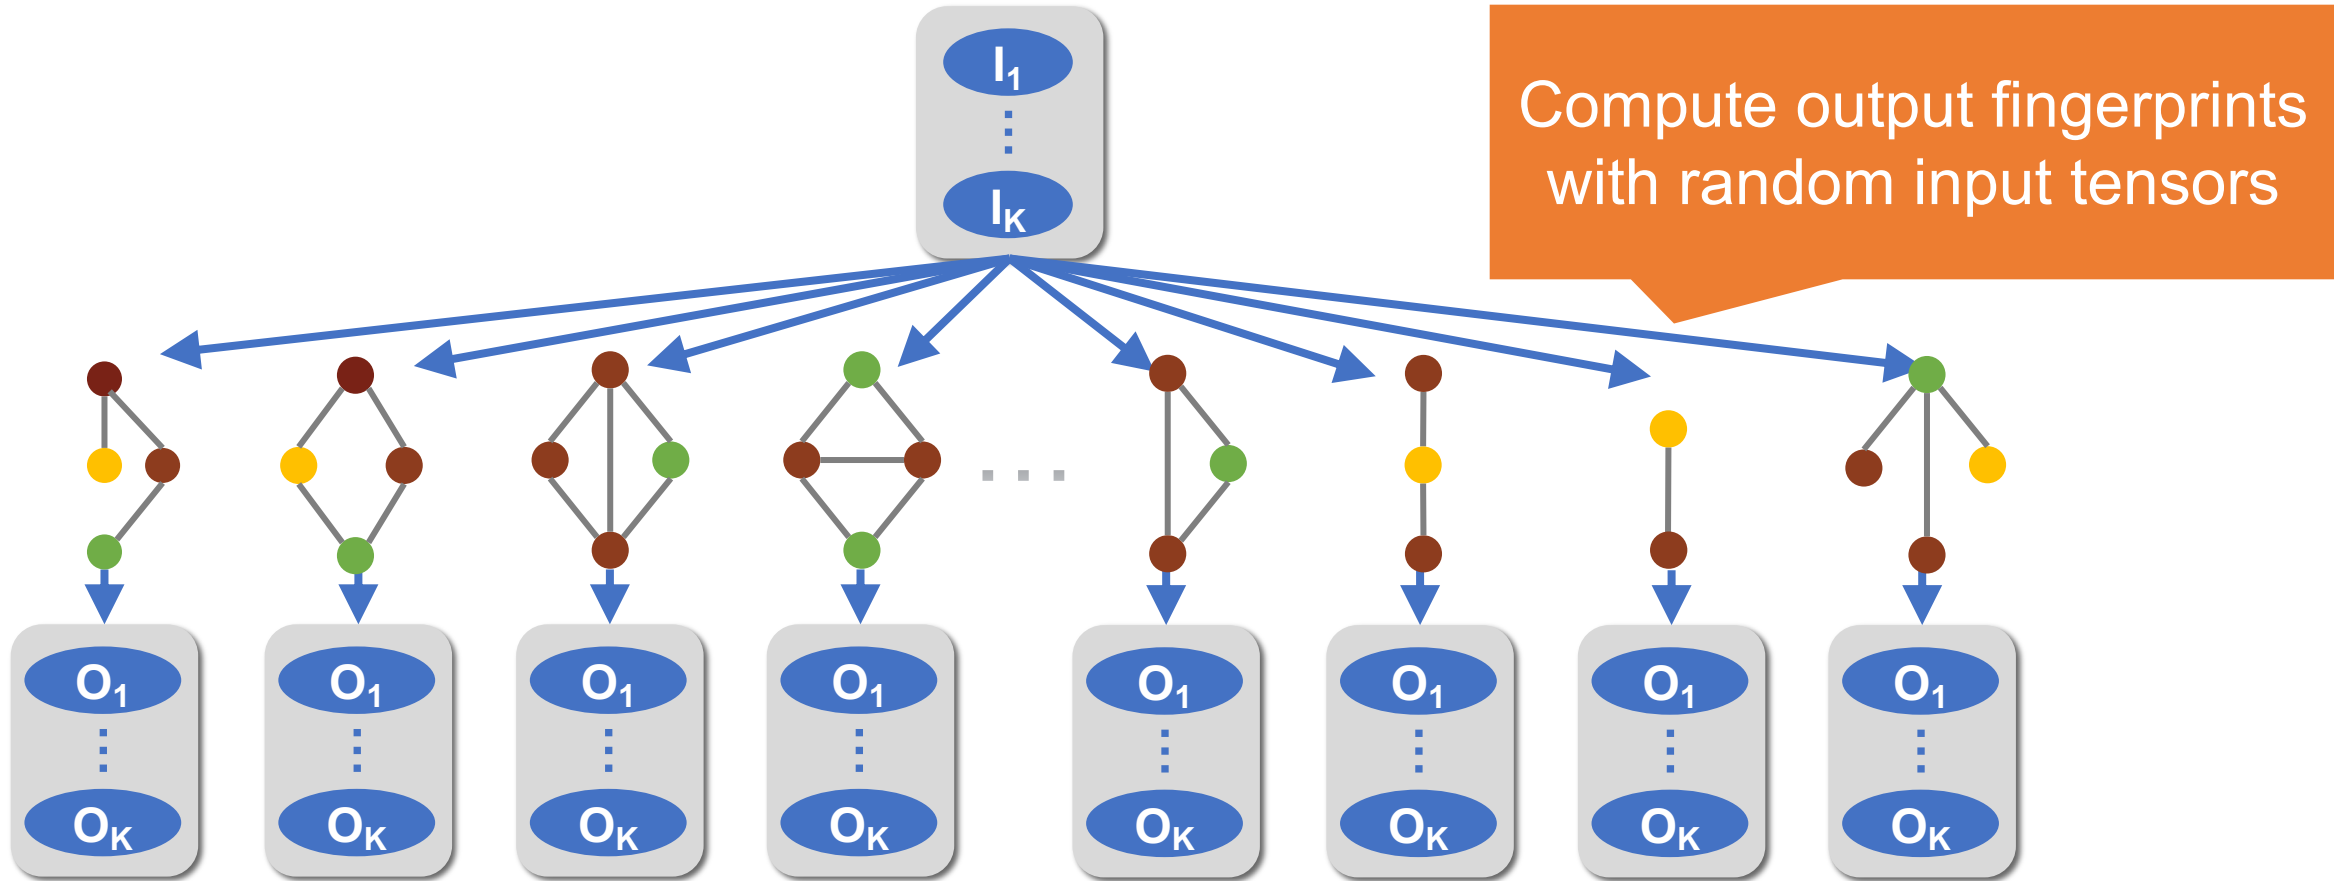 I1
IK
Compute output fingerprints
with random input tensors
. . .
O1 O1 O1 O1 O1 O1 O1 O1
OK OK OK OK OK OK OK OK